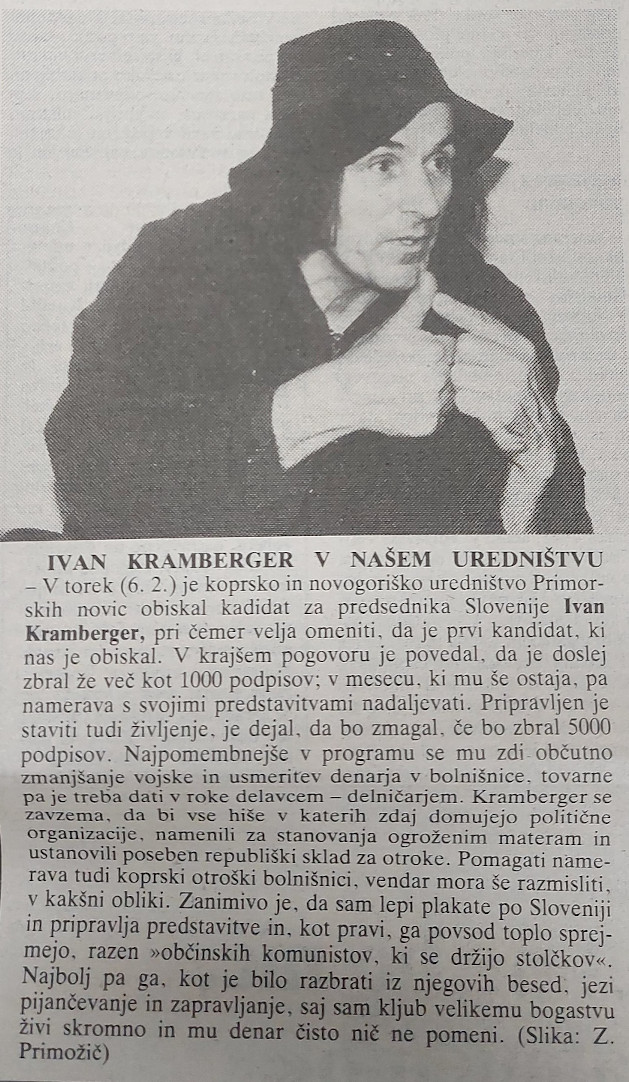 IVAN KRAMBERGER V NAŠEM UREDNIŠTVU
– V torek (6. 2.) je koprsko in novogoriško uredništvo Primor-
skih novic obiskal kadidat za predsednika Slovenije Ivan
Kramberger, pri čemer velja omeniti, da je prvi kandidat, ki
nas je obiskal. V krajšem pogovoru je povedal, da je doslej
zbral že več kot 1000 podpisov; v mesecu, ki mu še ostaja, pa
namerava s svojimi predstavitvami nadaljevati. Pripravljen je
staviti tudi življenje, je dejal, da bo zmagal, če bo zbral 5000
podpisov. Najpomembnejše v programu se mu zdi občutno
zmanjšanje vojske in usmeritev denarja v bolnišnice, tovarne
pa je treba dati v roke delavcem – delničarjem. Kramberger se
zavzema, da bi vse hiše v katerih zdaj domujejo politične
organizacije, namenili za stanovanja ogroženim materam in
ustanovili poseben republiški sklad za otroke. Pomagati name-
rava tudi koprski otroški bolnišnici, vendar mora še razmisliti,
v kakšni obliki. Zanimivo je, da sam lepi plakate po Sloveniji
in pripravlja predstavitve in, kot pravi, ga povsod toplo sprej-
mejo, razen »občinskih komunistov, ki se držijo stolčkov«.
Najbolj pa ga, kot je bilo razbrati iz njegovih besed, jezi
pijančevanje in zapravljanje, saj sam kljub velikemu bogastvu
živi skromno in mu denar čisto nič ne pomeni. (Slika: Z.
Primožič)